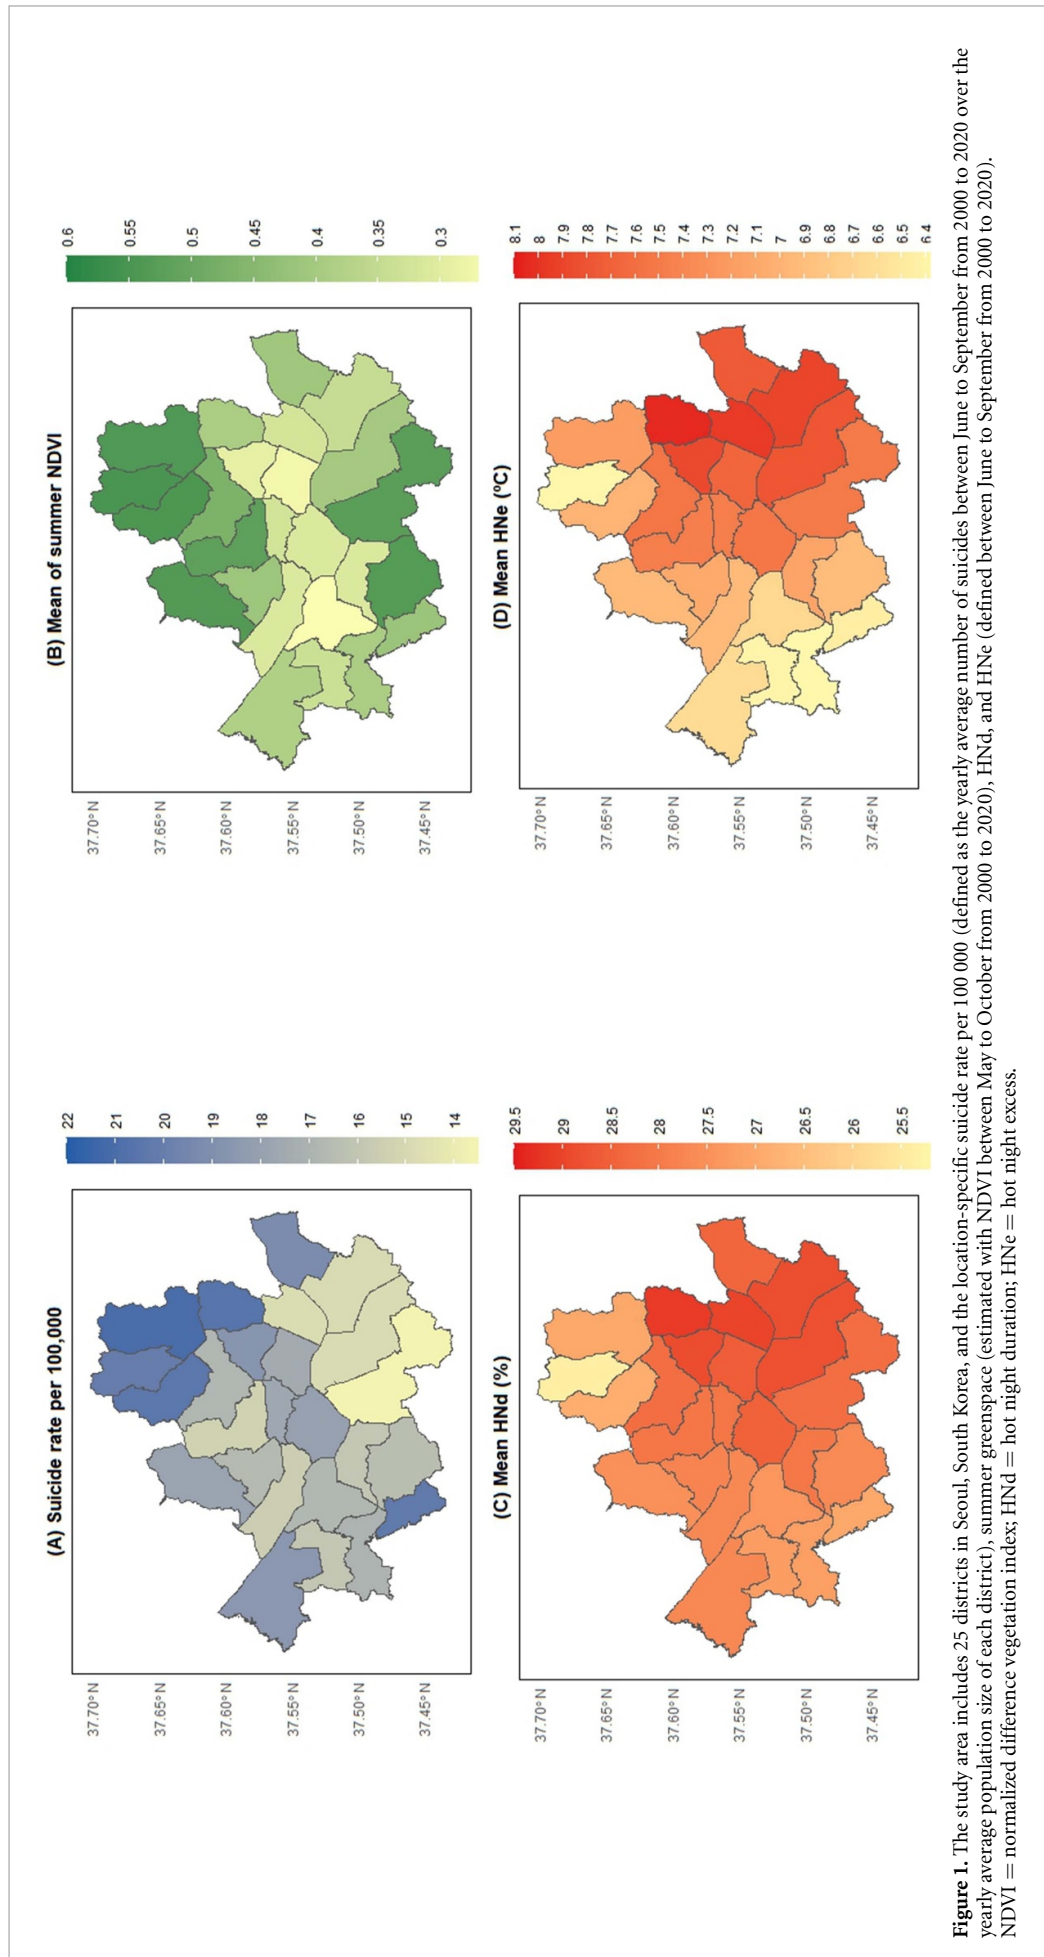 (A) Suicide rate per 100,000
37.70°N
37.65°N
37.60°N
37.55°N
37.50°N
37.45°N
22
21
20
19
18
17
16
15
14
(B) Mean of summer NDVI
37.70°N
37.65°N
37.60°N
37.55°N
37.50°N
37.45°N
0.6
0.55
0.5
0.45
0.4
0.35
0.3
(C) Mean HNd (%)
37.70°N
37.65°N
37.60°N
37.55°N
37.50°N
37.45°N
29.5
29
28.5
28
27.5
27
26.5
26
25.5
(D) Mean HNe (ºC)
37.70°N
37.65°N
37.60°N
37.55°N
37.50°N
37.45°N
8.1
8
7.9
7.8
7.7
7.6
7.5
7.4
7.3
7.2
7.1
7
6.9
6.8
6.7
6.6
6.5
6.4
Figure 1. The study area includes 25 districts in Seoul, South Korea, and the location-specific suicide rate per 100 000 (defined as the yearly average number of suicides between June to September from 2000 to 2020 over the
yearly average population size of each district), summer greenspace (estimated with NDVI between May to October from 2000 to 2020), HNd, and HNe (defined between June to September from 2000 to 2020).
NDVI = normalized difference vegetation index; HNd = hot night duration; HNe = hot night excess.